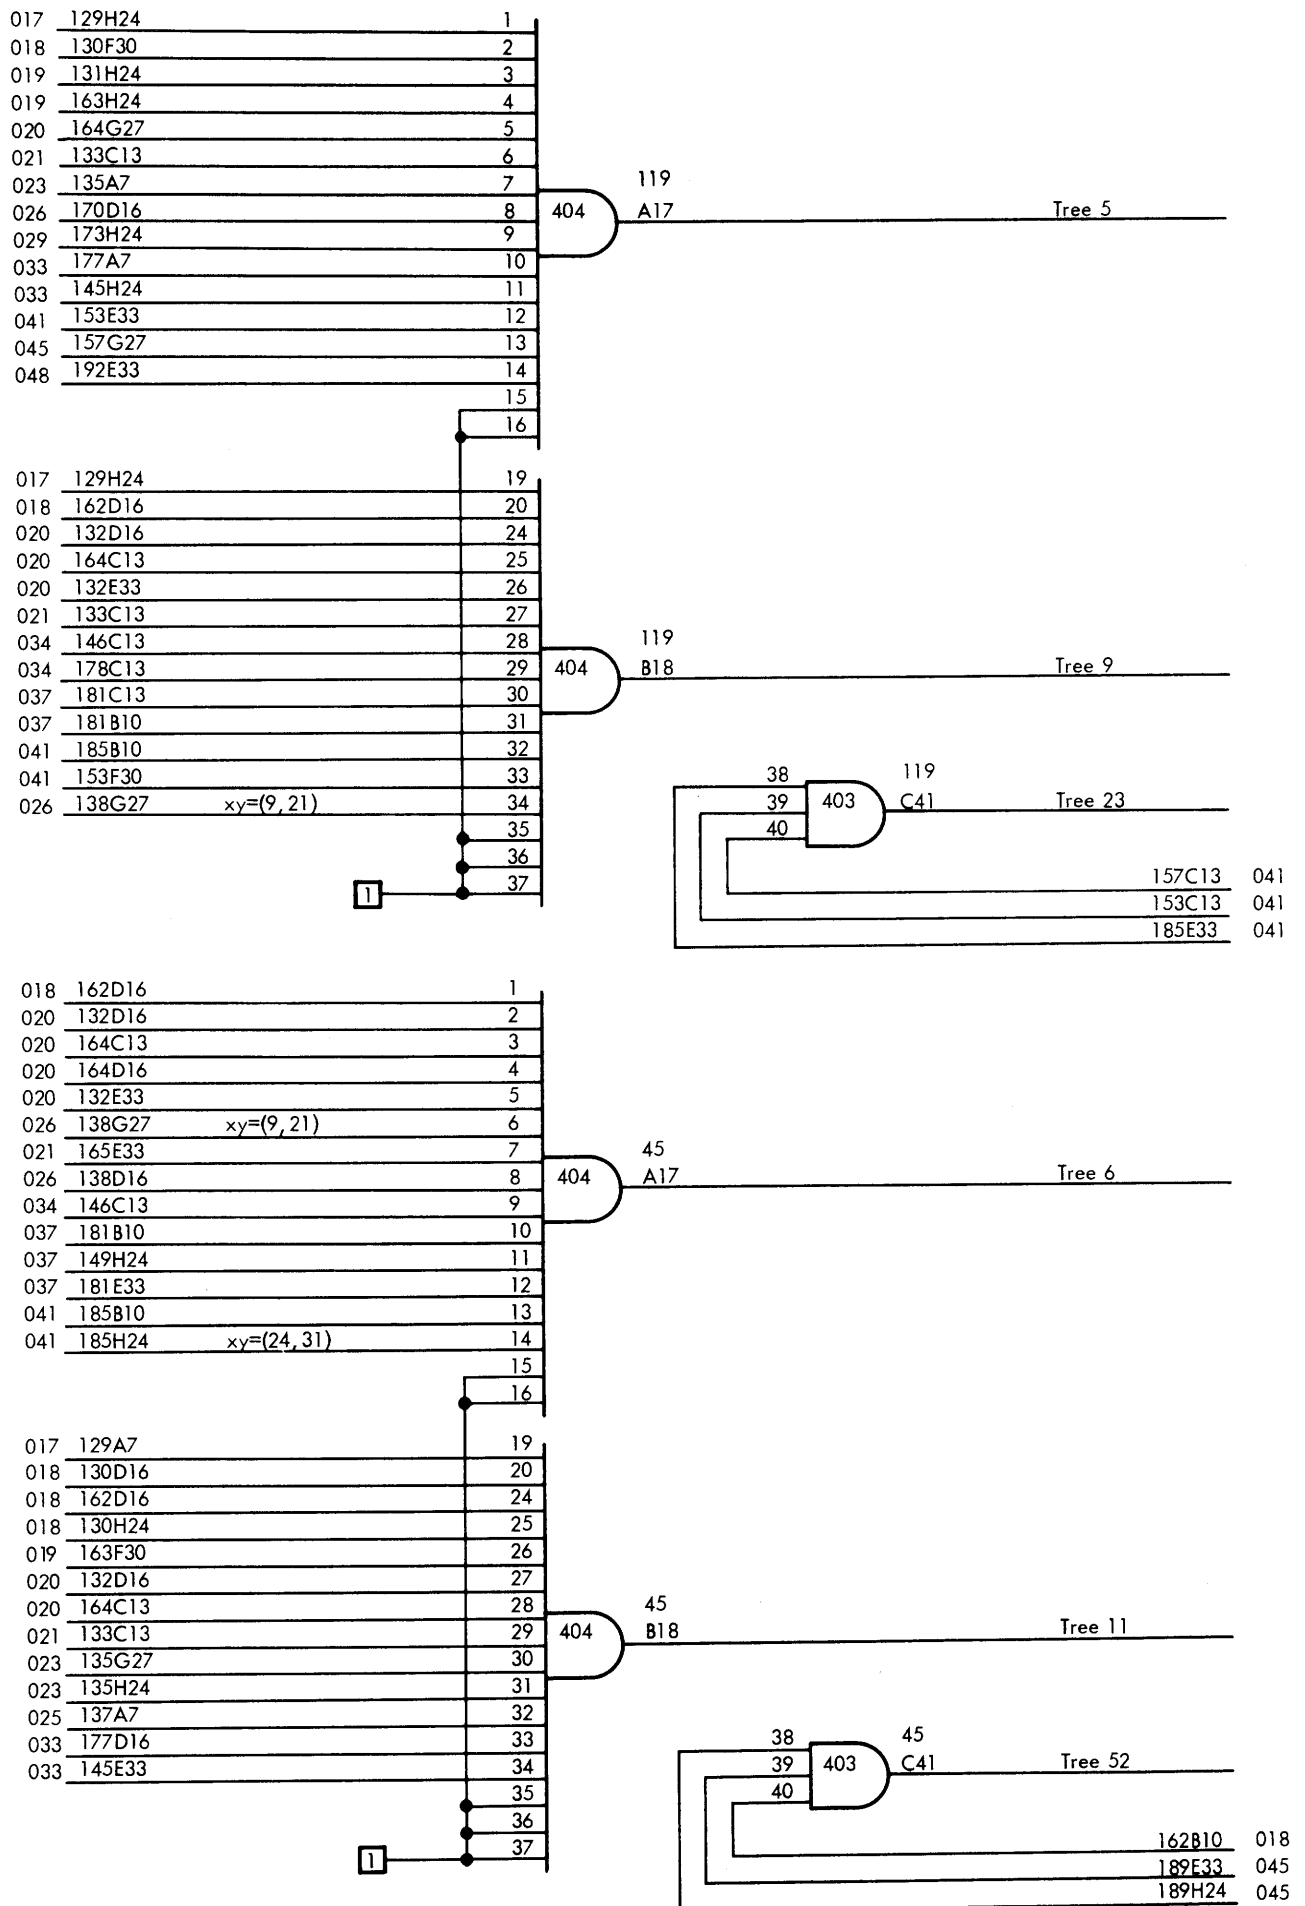 017 129H24 1
018 130F30 2
019 131H24 3
019 163H24 4
020 164G27 5
021 133C13 6
023 135A7 7
026 170D16 8
029 173H24 9
033 177A7 10
033 145H24 11
041 153E33 12
045 157G27 13
048 192E33 14
15
16
404
119
A17
Tree 5
017 129H24 19
018 162D16 20
020 132D16 24
020 164C13 25
020 132E33 26
021 133C13 27
034 146C13 28
034 178C13 29
037 181C13 30
037 181B10 31
041 185B10 32
041 153F30 33
026 138G27 xy=(9,21) 34
35
36
37
1
404
119
B18
Tree 9
38
39
40
403
119
C41
Tree 23
157C13 041
153C13 041
185E33 041
018 162D16 1
020 132D16 2
020 164C13 3
020 164D16 4
020 132E33 5
026 138G27 xy=(9,21) 6
021 165E33 7
026 138D16 8
034 146C13 9
037 181B10 10
037 149H24 11
037 181E33 12
041 185B10 13
041 185H24 xy=(24,31) 14
15
16
404
45
A17
Tree 6
017 129A7 19
018 130D16 20
018 162D16 24
018 130H24 25
019 163F30 26
020 132D16 27
020 164C13 28
021 133C13 29
023 135G27 30
023 135H24 31
025 137A7 32
033 177D16 33
033 145E33 34
35
36
37
1
404
45
B18
Tree 11
38
39
40
403
45
C41
Tree 52
162B10 018
189E33 045
189H24 045